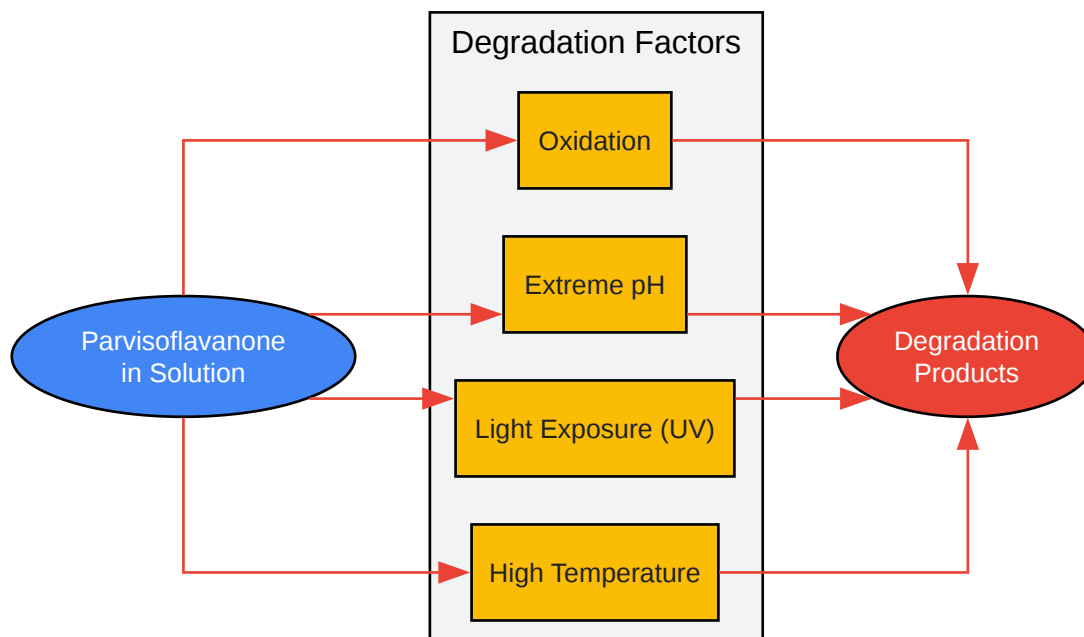 Degradation Factors
Oxidation
Extreme pH
Parvisoflavanone
in Solution
Degradation
Products
Light Exposure (UV)
High Temperature